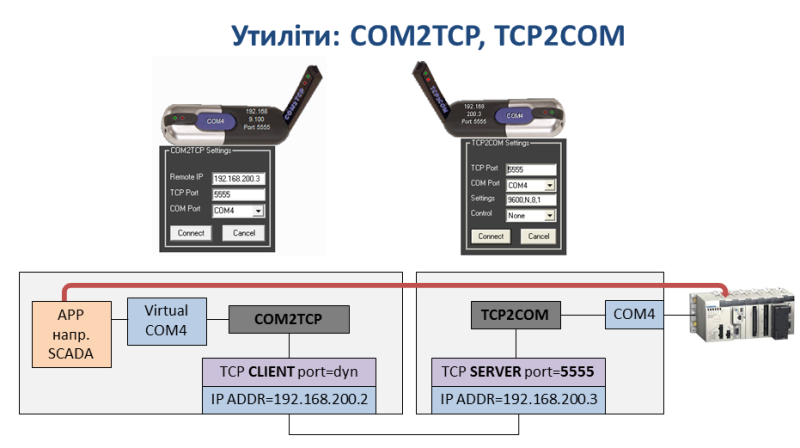 Утиліти: COM2TCP, TCP2COM
COM4
192.168
9.100
Port 5555
COM2TCP
COM2TCP Settings
Remote IP 192.168.200.3
TCP Port 5555
COM Port COM4
Connect Cancel
TCP2COM
192.168
200.3
Port 5555
COM4
TCP2COM Settings
TCP Port 5555
COM Port COM4
Settings 9600,N,8,1
Control None
Connect Cancel
APP
напр.
SCADA
Virtual
COM4
COM2TCP
TCP CLIENT port=dyn
IP ADDR=192.168.200.2
TCP2COM
COM4
TCP SERVER port=5555
IP ADDR=192.168.200.3